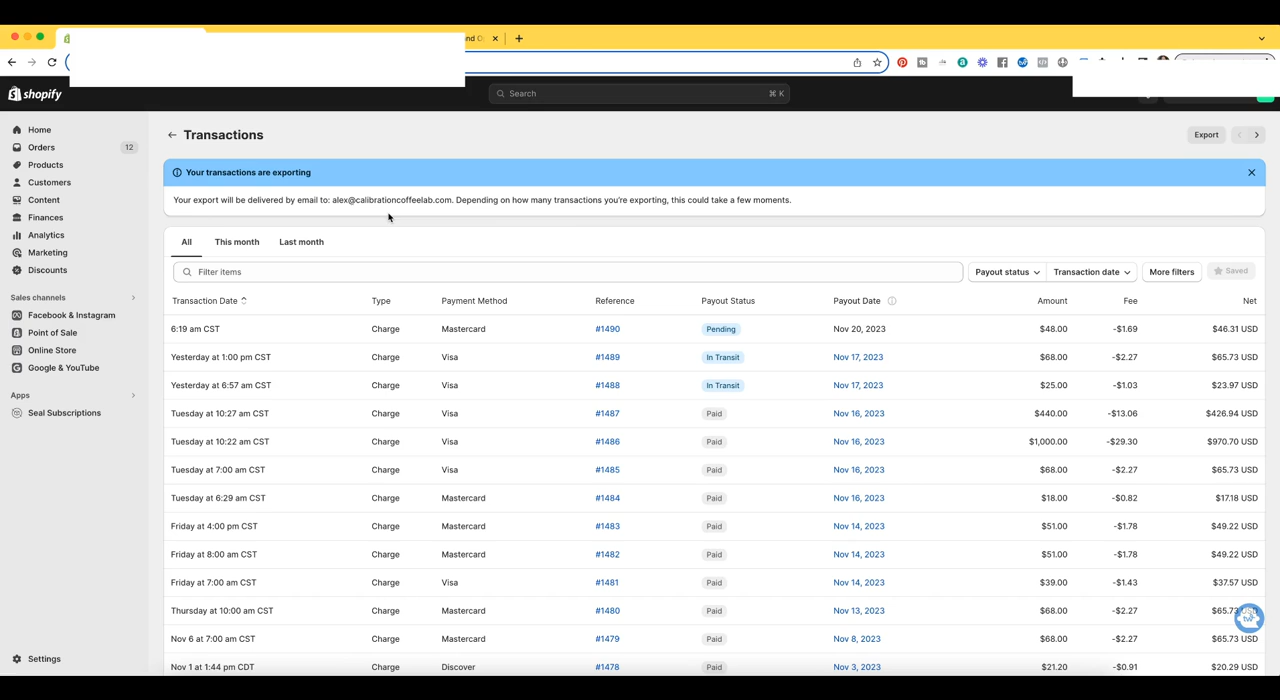 shopify
Search ⌘ K
Home
Orders 12
Products
Customers
Content
Finances
Analytics
Marketing
Discounts
Sales channels
Facebook & Instagram
Point of Sale
Online Store
Google & YouTube
Apps
Seal Subscriptions
Settings
Transactions
Export
Your transactions are exporting
Your export will be delivered by email to: alex@calibrationcoffeelab.com. Depending on how many transactions you're exporting, this could take a few moments.
All This month Last month
Filter items Payout status Transaction date More filters Saved
Transaction Date Type Payment Method Reference Payout Status Payout Date Amount Fee Net
6:19 am CST Charge Mastercard #1490 Pending Nov 20, 2023 $48.00 -$1.69 $46.31 USD
Yesterday at 1:00 pm CST Charge Visa #1489 In Transit Nov 17, 2023 $68.00 -$2.27 $65.73 USD
Yesterday at 6:57 am CST Charge Visa #1488 In Transit Nov 17, 2023 $25.00 -$1.03 $23.97 USD
Tuesday at 10:27 am CST Charge Visa #1487 Paid Nov 16, 2023 $440.00 -$13.06 $426.94 USD
Tuesday at 10:22 am CST Charge Visa #1486 Paid Nov 16, 2023 $1,000.00 -$29.30 $970.70 USD
Tuesday at 7:00 am CST Charge Visa #1485 Paid Nov 16, 2023 $68.00 -$2.27 $65.73 USD
Tuesday at 6:29 am CST Charge Mastercard #1484 Paid Nov 16, 2023 $18.00 -$0.82 $17.18 USD
Friday at 4:00 pm CST Charge Mastercard #1483 Paid Nov 14, 2023 $51.00 -$1.78 $49.22 USD
Friday at 8:00 am CST Charge Mastercard #1482 Paid Nov 14, 2023 $51.00 -$1.78 $49.22 USD
Friday at 7:00 am CST Charge Visa #1481 Paid Nov 14, 2023 $39.00 -$1.43 $37.57 USD
Thursday at 10:00 am CST Charge Mastercard #1480 Paid Nov 13, 2023 $68.00 -$2.27 $65.73 USD
Nov 6 at 7:00 am CST Charge Mastercard #1479 Paid Nov 8, 2023 $68.00 -$2.27 $65.73 USD
Nov 1 at 1:44 pm CDT Charge Discover #1478 Paid Nov 3, 2023 $21.20 -$0.91 $20.29 USD